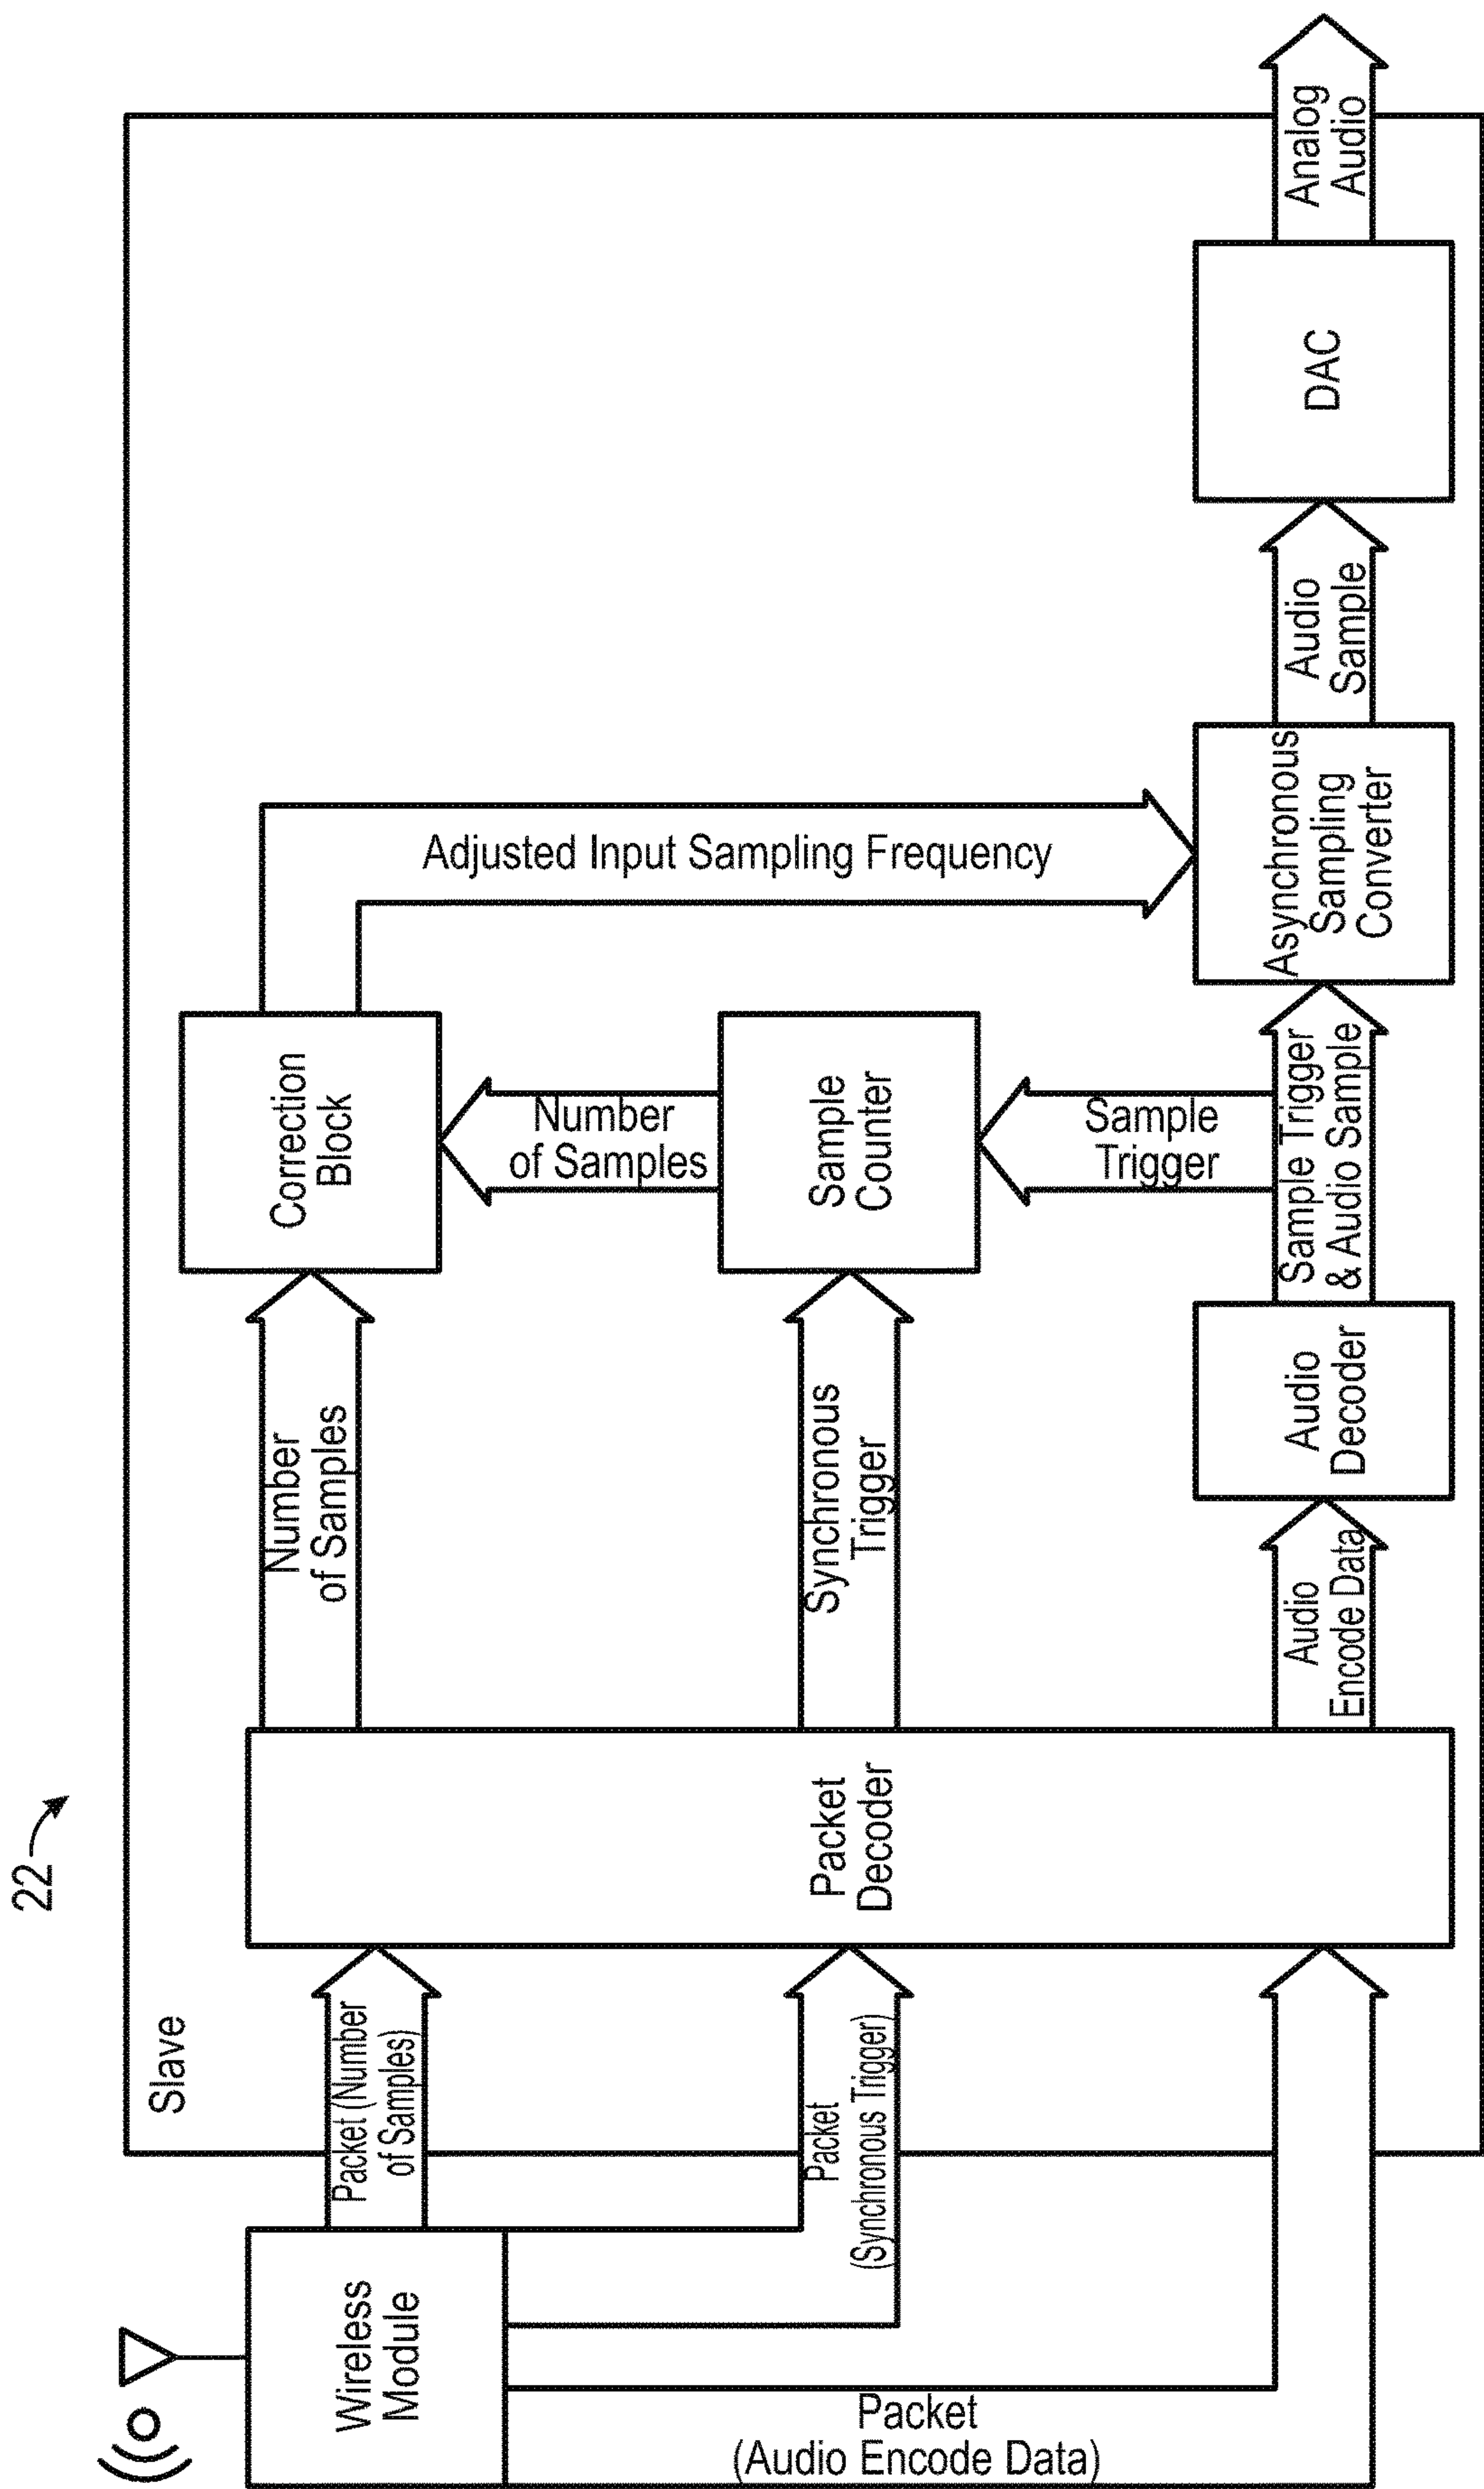 22
Slave
Wireless
Module
Packet (Number
of Samples)
Packet
(Synchronous Trigger)
Packet
(Audio Encode Data)
Packet
Decoder
Number
of Samples
Synchronous
Trigger
Audio
Encode Data
Correction
Block
Number
of Samples
Sample
Counter
Sample
Trigger
Audio
Decoder
Sample Trigger
& Audio Sample
Adjusted Input Sampling Frequency
Asynchronous
Sampling
Converter
Audio
Sample
DAC
Analog
Audio